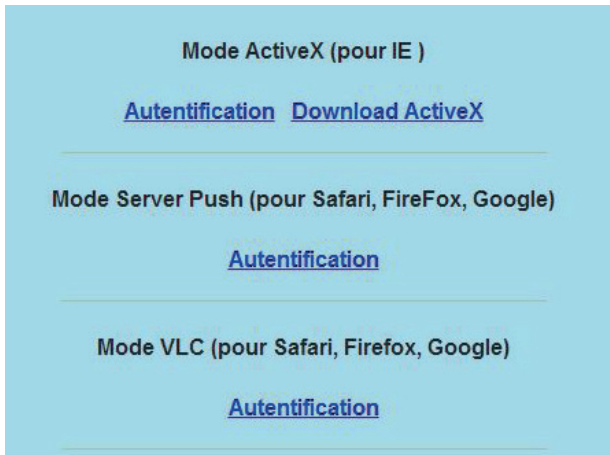 Mode ActiveX (pour IE )
Autentification Download ActiveX
Mode Server Push (pour Safari, FireFox, Google)
Autentification
Mode VLC (pour Safari, Firefox, Google)
Autentification